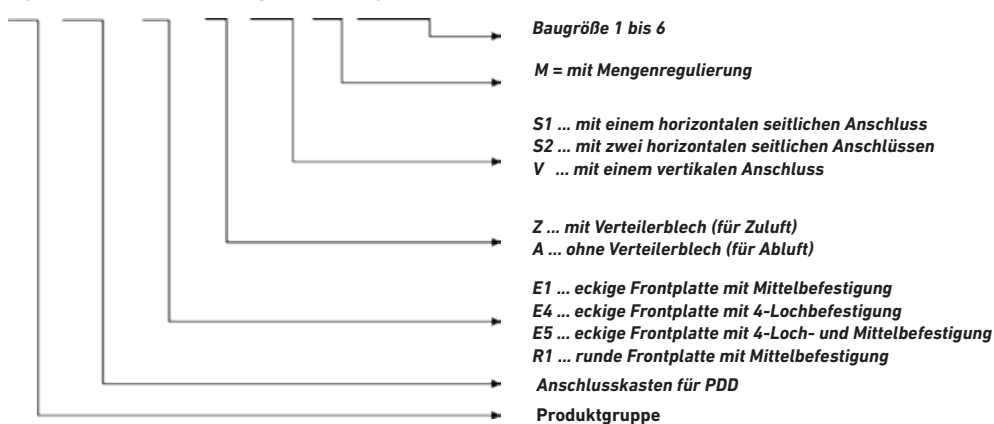 Baugröße 1 bis 6
M = mit Mengenregulierung
S1 ... mit einem horizontalen seitlichen Anschluss
S2 ... mit zwei horizontalen seitlichen Anschlüssen
V ... mit einem vertikalen Anschluss
Z ... mit Verteilerblech (für Zuluft)
A ... ohne Verteilerblech (für Abluft)
E1 ... eckige Frontplatte mit Mittelbefestigung
E4 ... eckige Frontplatte mit 4-Lochbefestigung
E5 ... eckige Frontplatte mit 4-Loch- und Mittelbefestigung
R1 ... runde Frontplatte mit Mittelbefestigung
Anschlusskasten für PDD
Produktgruppe